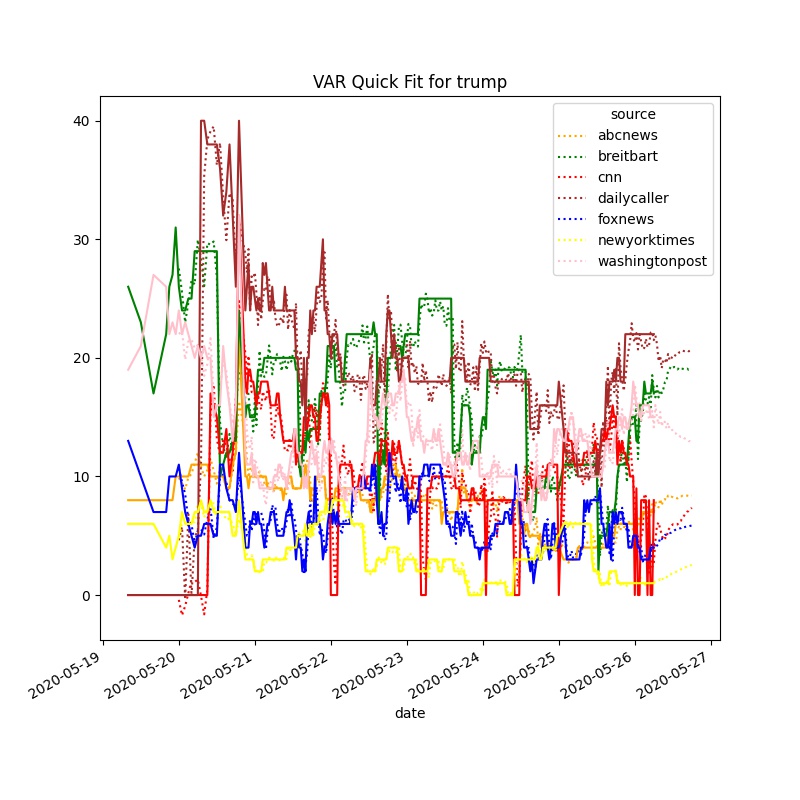 VAR Quick Fit for trump
source
abcnews
breitbart
cnn
dailycaller
foxnews
newyorktimes
washingtonpost
40
30
20
10
0
2020-05-19
2020-05-20
2020-05-21
2020-05-22
2020-05-23
2020-05-24
2020-05-25
2020-05-26
2020-05-27
date